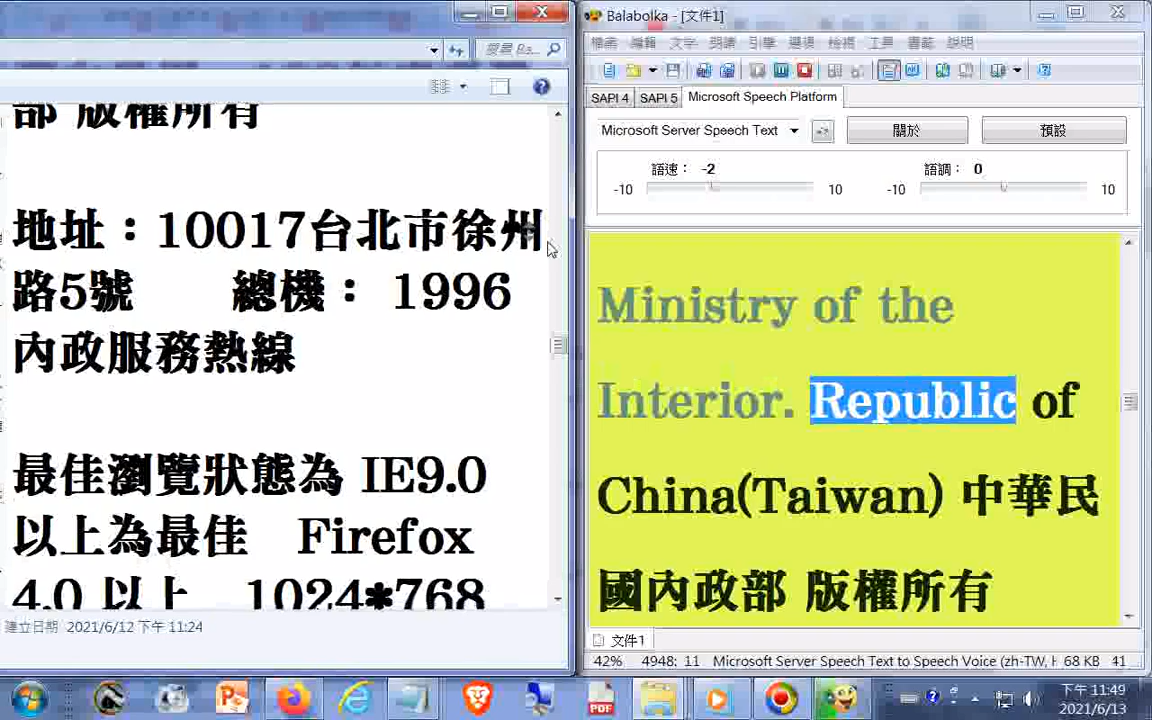 搜尋 Ba...
部 版權所有
地址：10017台北市徐州
路5號 總機： 1996
內政服務熱線
最佳瀏覽狀態為 IE9.0
以上為最佳 Firefox
4.0 以上 1024*768
建立日期 2021/6/12 下午 11:24
Balabolka - [文件1]
檔案 編輯 文字 朗讀 引擎 選項 檢視 工具 書籤 說明
SAPI 4 SAPI 5 Microsoft Speech Platform
Microsoft Server Speech Text 關於 預設
語速： -2 語調： 0
-10 10 -10 10
Ministry of the
Interior. Republic of
China(Taiwan) 中華民
國內政部 版權所有
文件1
42% 4948: 11 Microsoft Server Speech Text to Speech Voice (zh-TW, H 68 KB 41
PDF
下午 11:49
2021/6/13